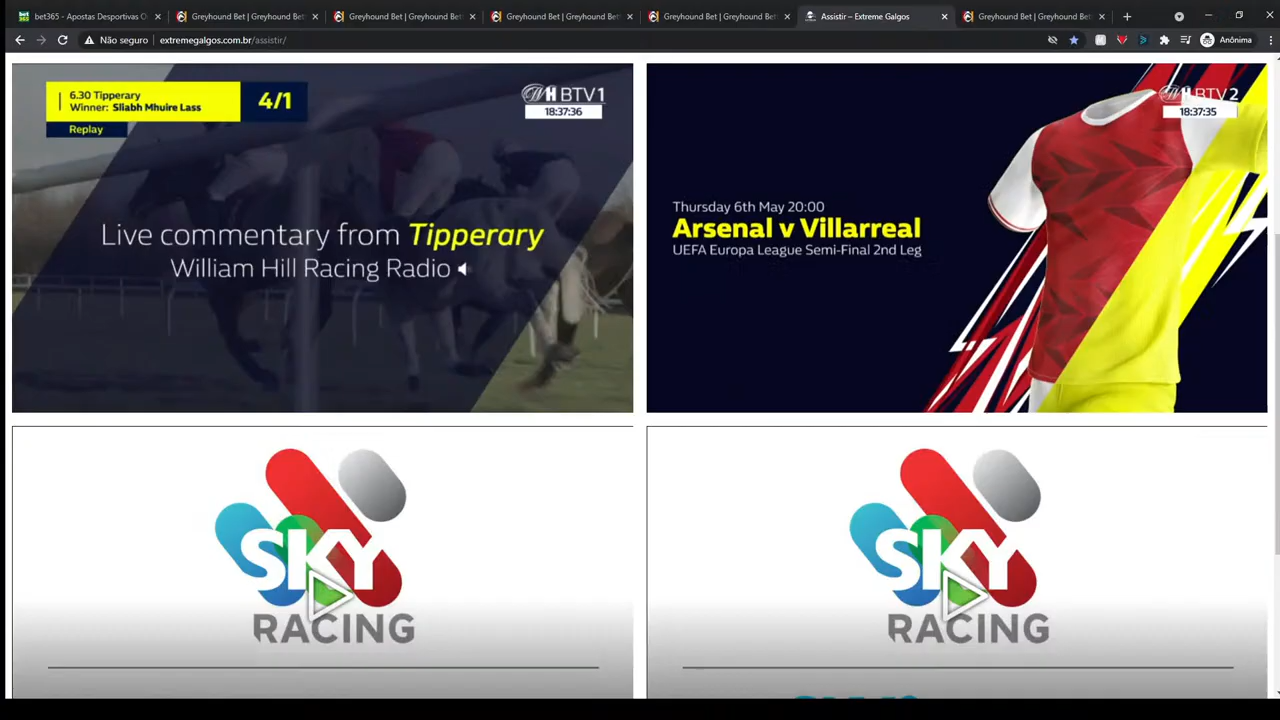 bet365 - Apostas Desportivas O
Greyhound Bet | Greyhound Bet
Greyhound Bet | Greyhound Bet
Greyhound Bet | Greyhound Bet
Greyhound Bet | Greyhound Bet
Assistir – Extreme Galgos
Greyhound Bet | Greyhound Bet
Não seguro
extremegalgos.com.br/assistir/
Anônima
6.30 Tipperary
Winner: Sliabh Mhuire Lass
4/1
Replay
WH BTV1
18:37:36
Live commentary from Tipperary
William Hill Racing Radio
WH BTV 2
18:37:35
Thursday 6th May 20:00
Arsenal v Villarreal
UEFA Europa League Semi-Final 2nd Leg
SKY
RACING
SKY
RACING